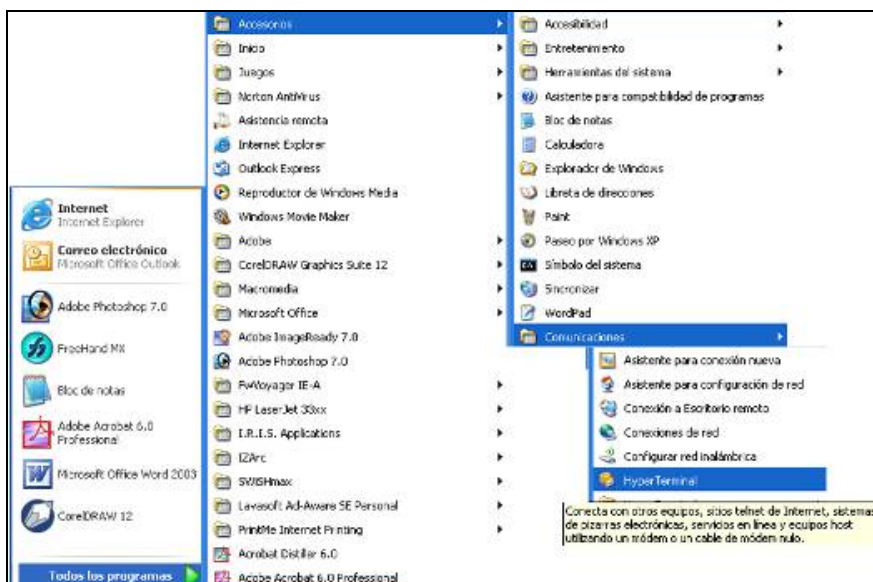 Internet
Internet Explorer
Correo electrónico
Microsoft Office Outlook
Adobe Photoshop 7.0
FreeHand MX
Bloc de notas
Adobe Acrobat 6.0
Professional
Microsoft Office Word 2003
CorelDRAW 12
Todos los programas
Accesorios
Inicio
Juegos
Norton AntiVirus
Asistencia remota
Internet Explorer
Outlook Express
Reproductor de Windows Media
Windows Movie Maker
Adobe
CorelDRAW Graphics Suite 12
Macromedia
Microsoft Office
Adobe ImageReady 7.0
Adobe Photoshop 7.0
FwVoyager IE-A
HP LaserJet 33xx
I.R.I.S. Applications
IZArc
SWiSHmax
Lavasoft Ad-Aware SE Personal
PrintMe Internet Printing
Acrobat Distiller 6.0
Adobe Acrobat 6.0 Professional
Accesibilidad
Entretenimiento
Herramientas del sistema
Asistente para compatibilidad de programas
Bloc de notas
Calculadora
Explorador de Windows
Libreta de direcciones
Paint
Paseo por Windows XP
Símbolo del sistema
Sincronizar
WordPad
Comunicaciones
Asistente para conexión nueva
Asistente para configuración de red
Conexión a Escritorio remoto
Conexiones de red
Configurar red inalámbrica
HyperTerminal
Conecta con otros equipos, sitios telnet de Internet, sistemas
de pizarras electrónicas, servicios en línea y equipos host
utilizando un módem o un cable de módem nulo.